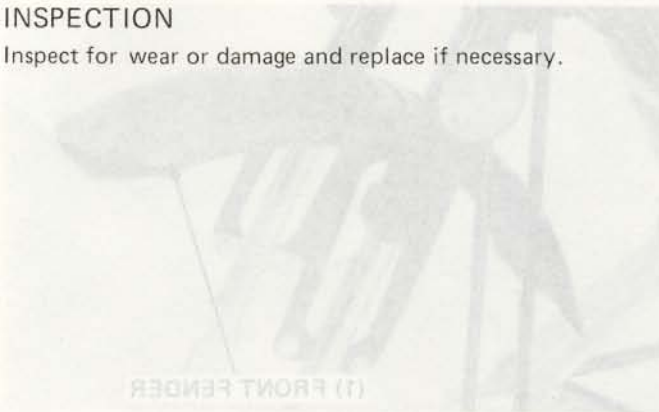 INSPECTION
Inspect for wear or damage and replace if necessary.
(1) FRONT FENDER